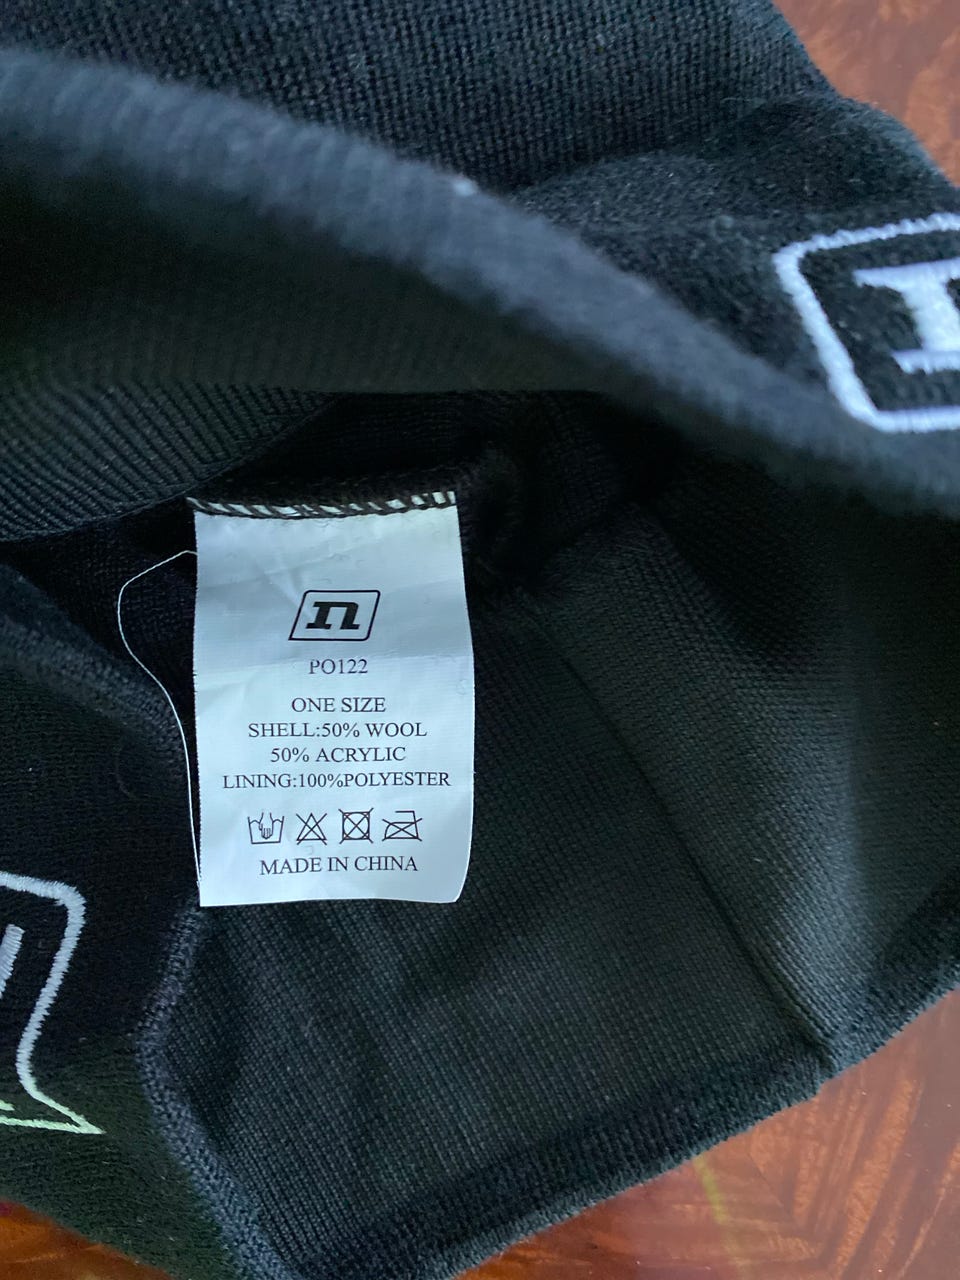 n
PO122
ONE SIZE
SHELL:50% WOOL
50% ACRYLIC
LINING:100%POLYESTER
MADE IN CHINA